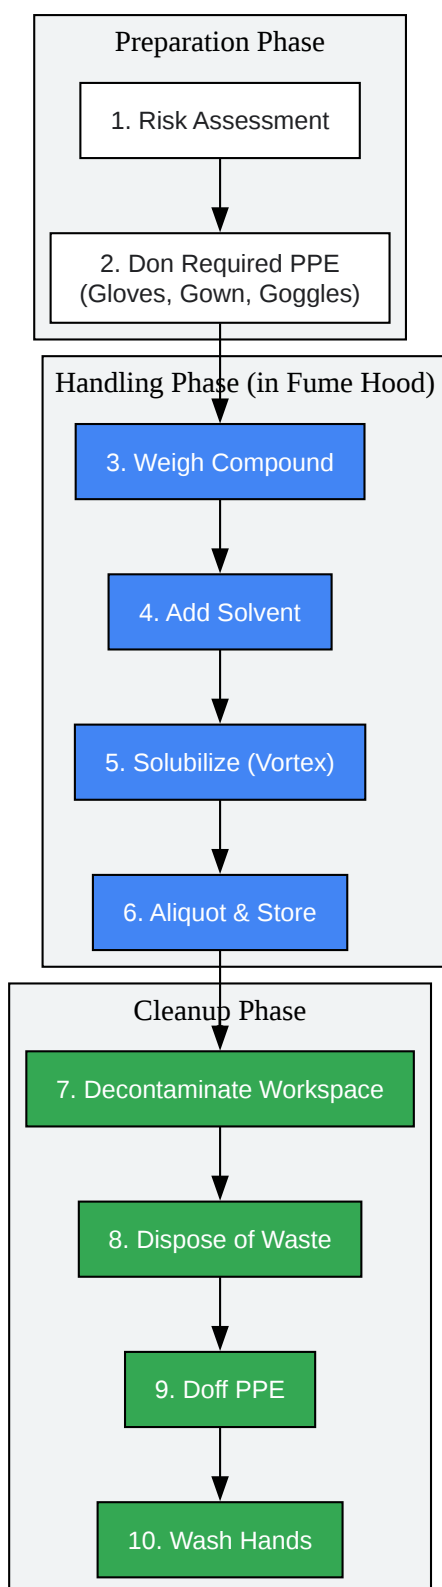 Preparation Phase
1. Risk Assessment
2. Don Required PPE
(Gloves, Gown, Goggles)
Handling Phase (in Fume Hood)
3. Weigh Compound
4. Add Solvent
5. Solubilize (Vortex)
6. Aliquot & Store
Cleanup Phase
7. Decontaminate Workspace
8. Dispose of Waste
9. Doff PPE
10. Wash Hands